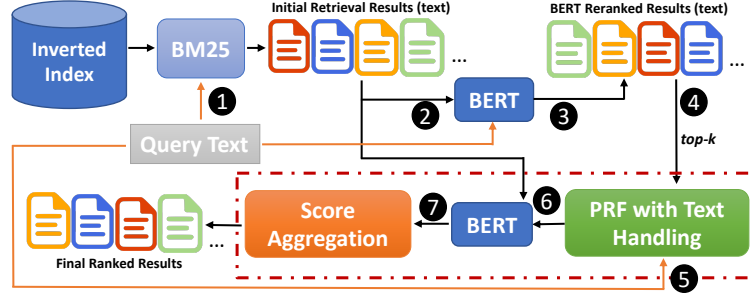 Initial Retrieval Results (text)
BERT Reranked Results (text)
Inverted
Index
BM25
...
...
1
2
BERT
3
4
Query Text
top-k
Score
Aggregation
7
BERT
6
PRF with Text
Handling
...
Final Ranked Results
5